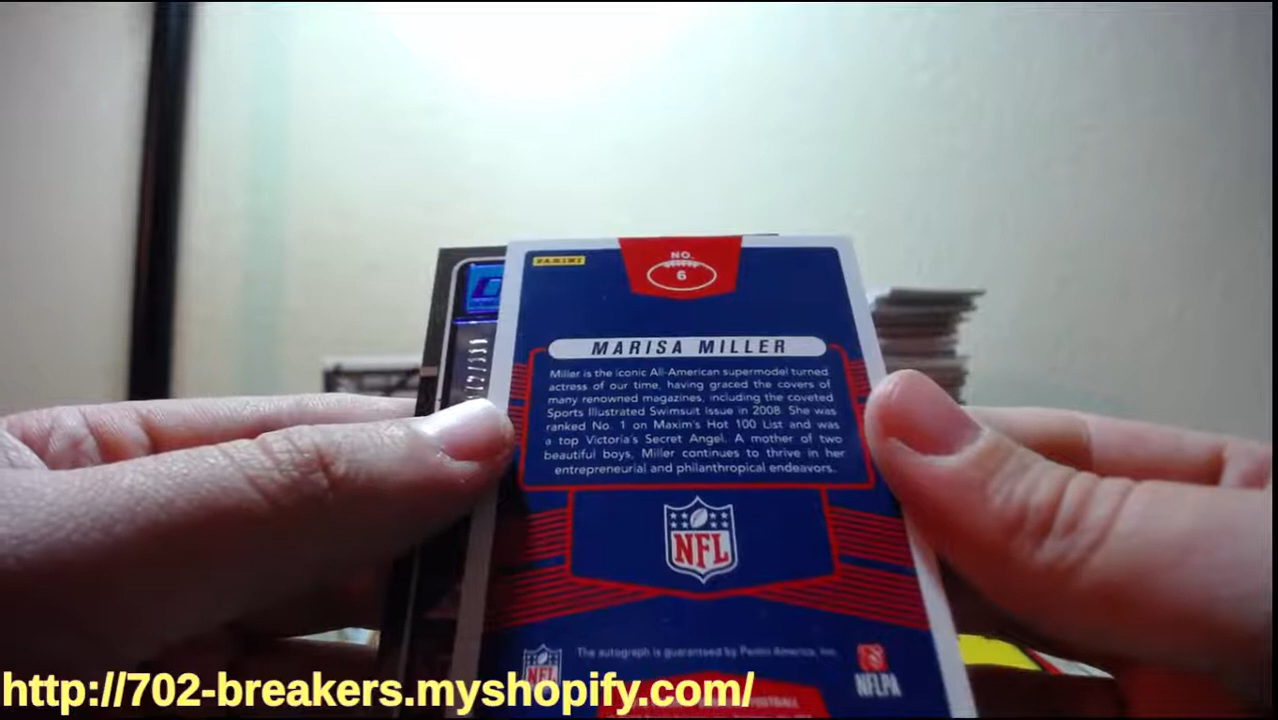 PANINI
NO.
6
MARISA MILLER
Miller is the iconic All-American supermodel turned
actress of our time, having graced the covers of
many renowned magazines, including the coveted
Sports Illustrated Swimsuit Issue in 2008. She was
ranked No. 1 on Maxim's Hot 100 List and was
a top Victoria's Secret Angel. A mother of two
beautiful boys, Miller continues to thrive in her
entrepreneurial and philanthropical endeavors.
NFL
The autograph is guaranteed by Panini America, Inc.
NFL
NFLPA
FOOTBALL
http://702-breakers.myshopify.com/